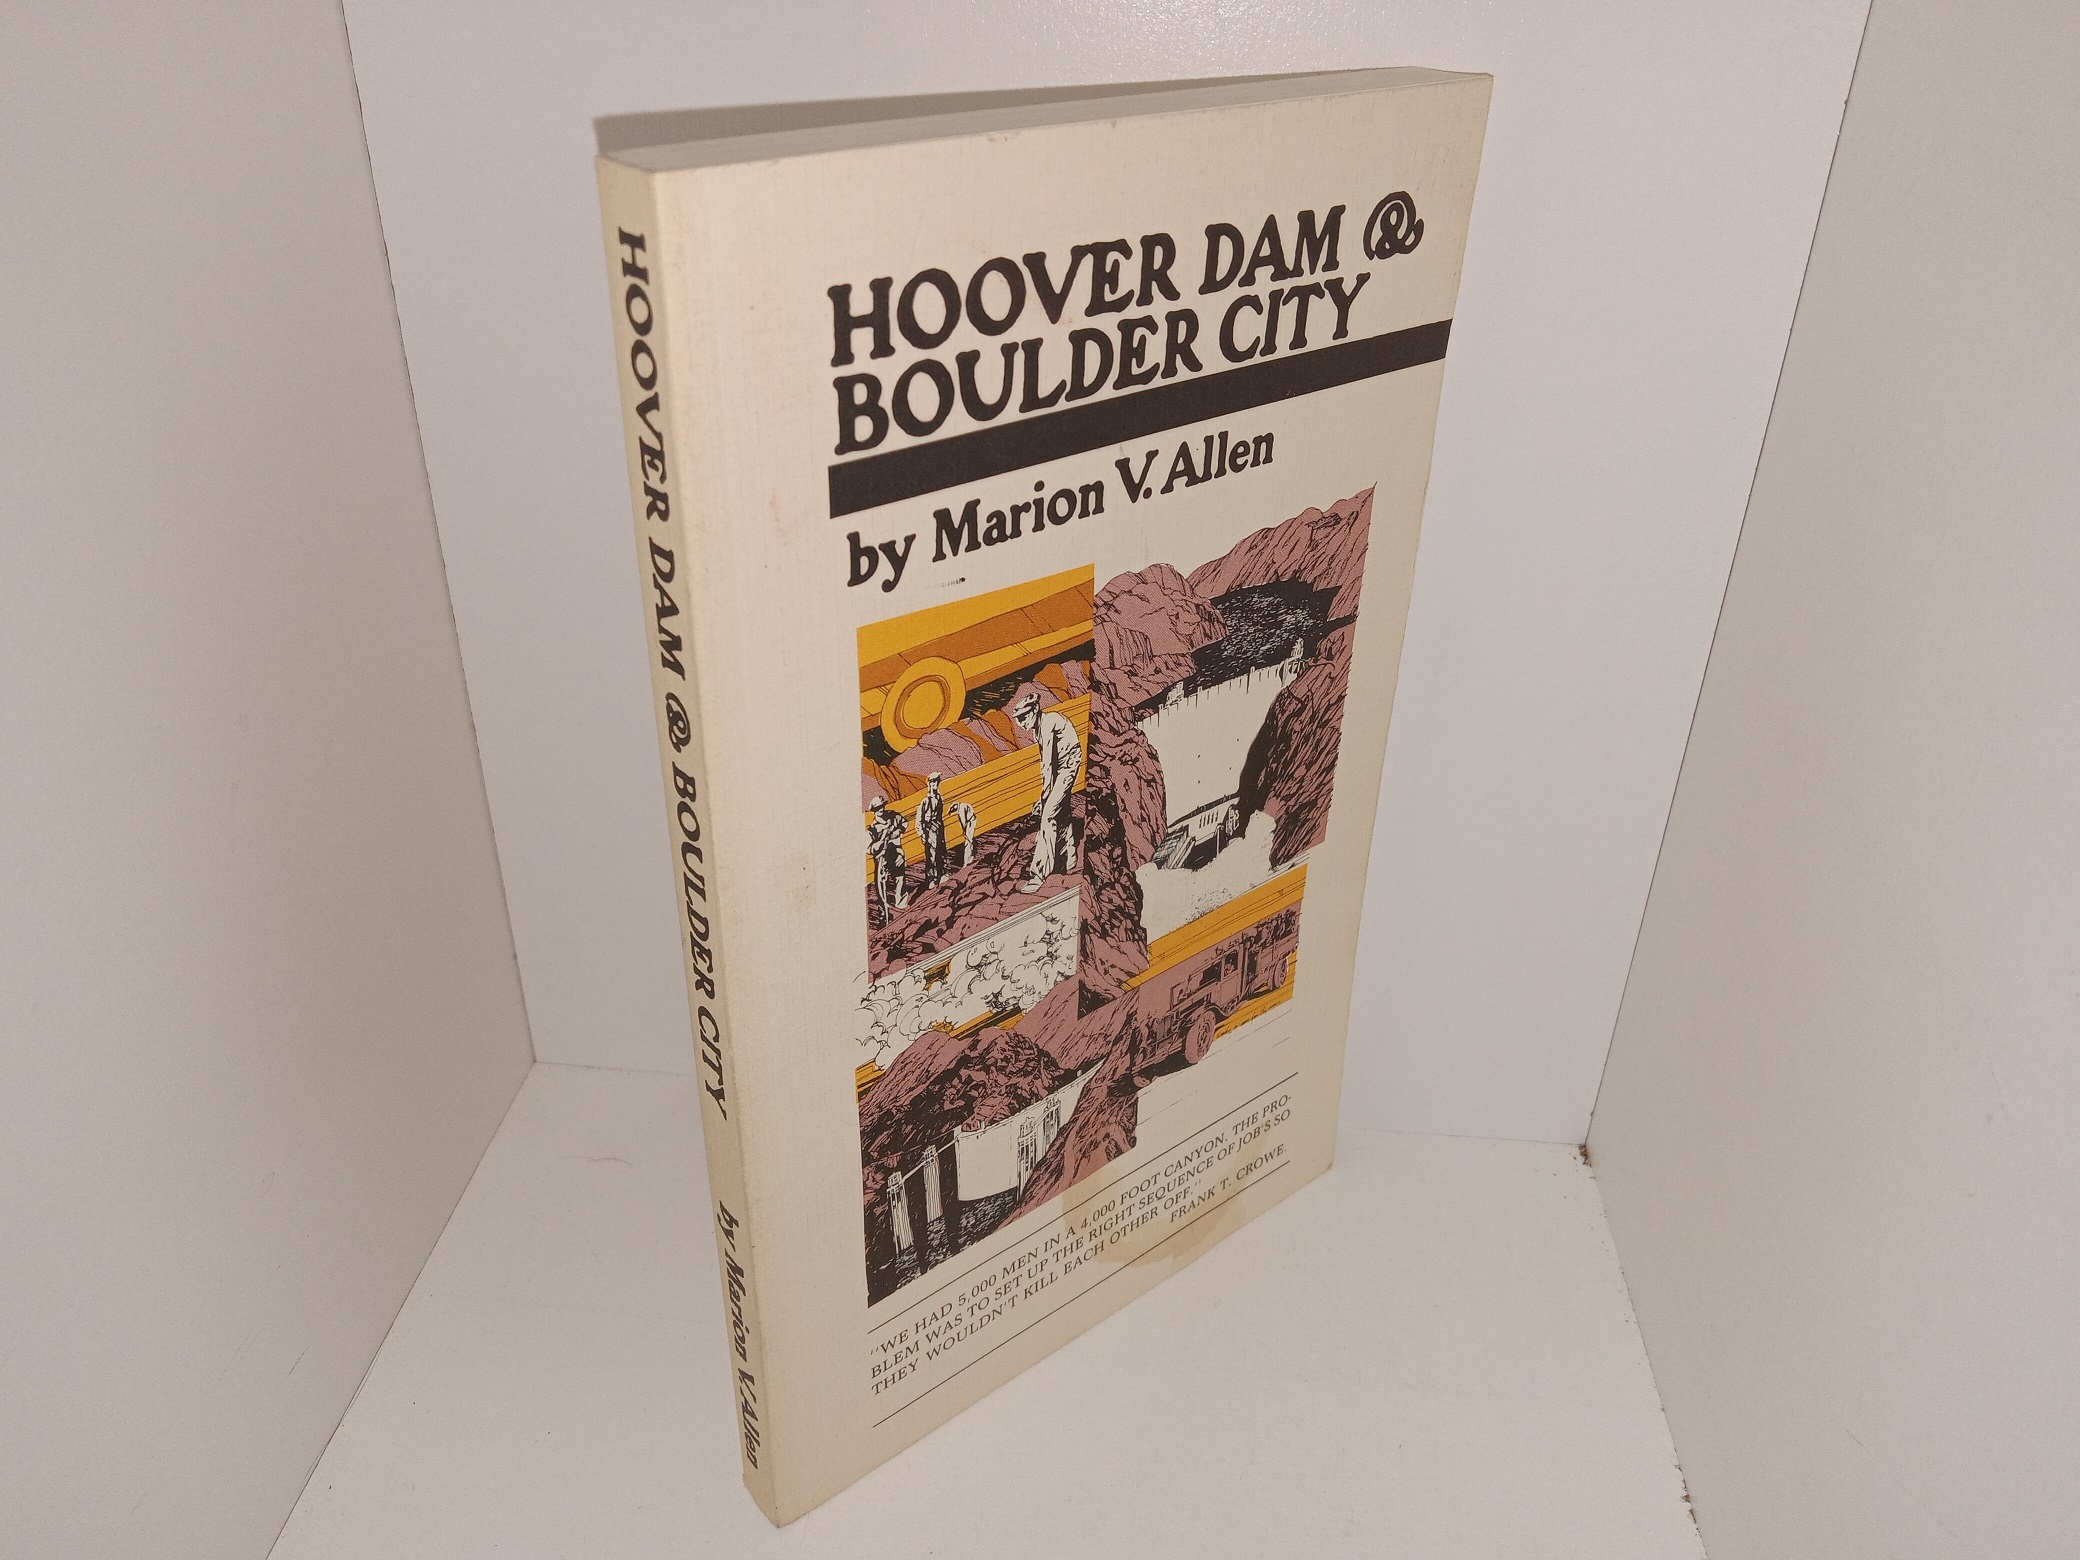 HOOVER DAM &
BOULDER CITY
by Marion V. Allen
"WE HAD 5,000 MEN IN A 4,000 FOOT CANYON. THE PRO-
BLEM WAS TO SET UP THE RIGHT SEQUENCE OF JOB'S SO
THEY WOULDN'T KILL EACH OTHER OFF."
FRANK T. CROWE.
HOOVER DAM & BOULDER CITY by Marion V. Allen